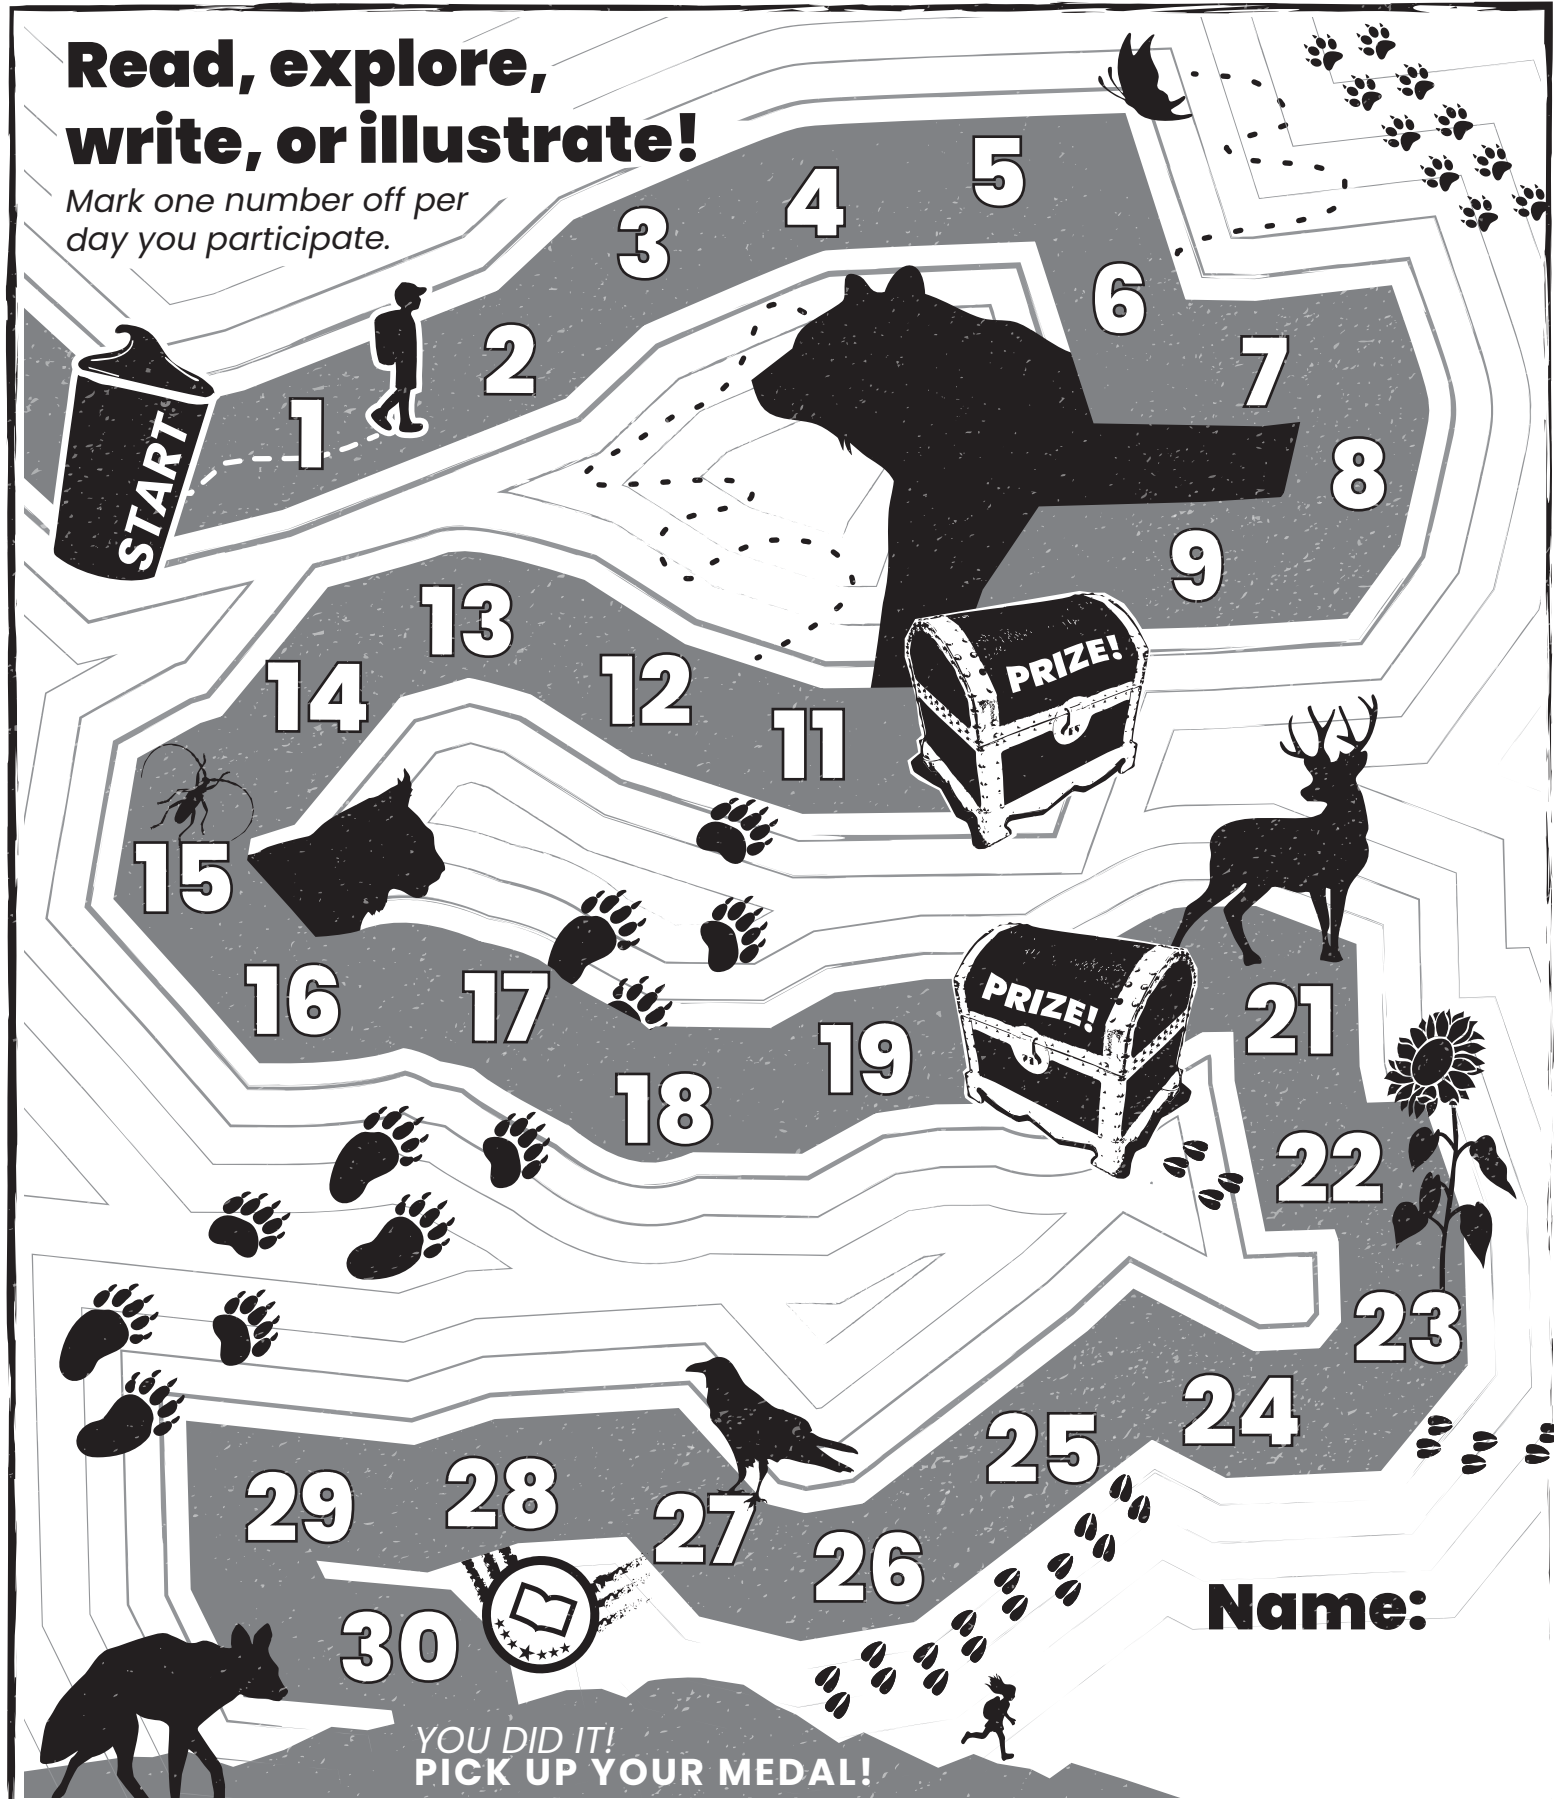 Read, explore,
write, or illustrate!
Mark one number off per
day you participate.
START
1
2
3
4
5
6
7
8
9
PRIZE!
11
12
13
14
15
16
17
18
19
PRIZE!
21
22
23
24
25
26
27
28
29
30
Name:
YOU DID IT!
PICK UP YOUR MEDAL!